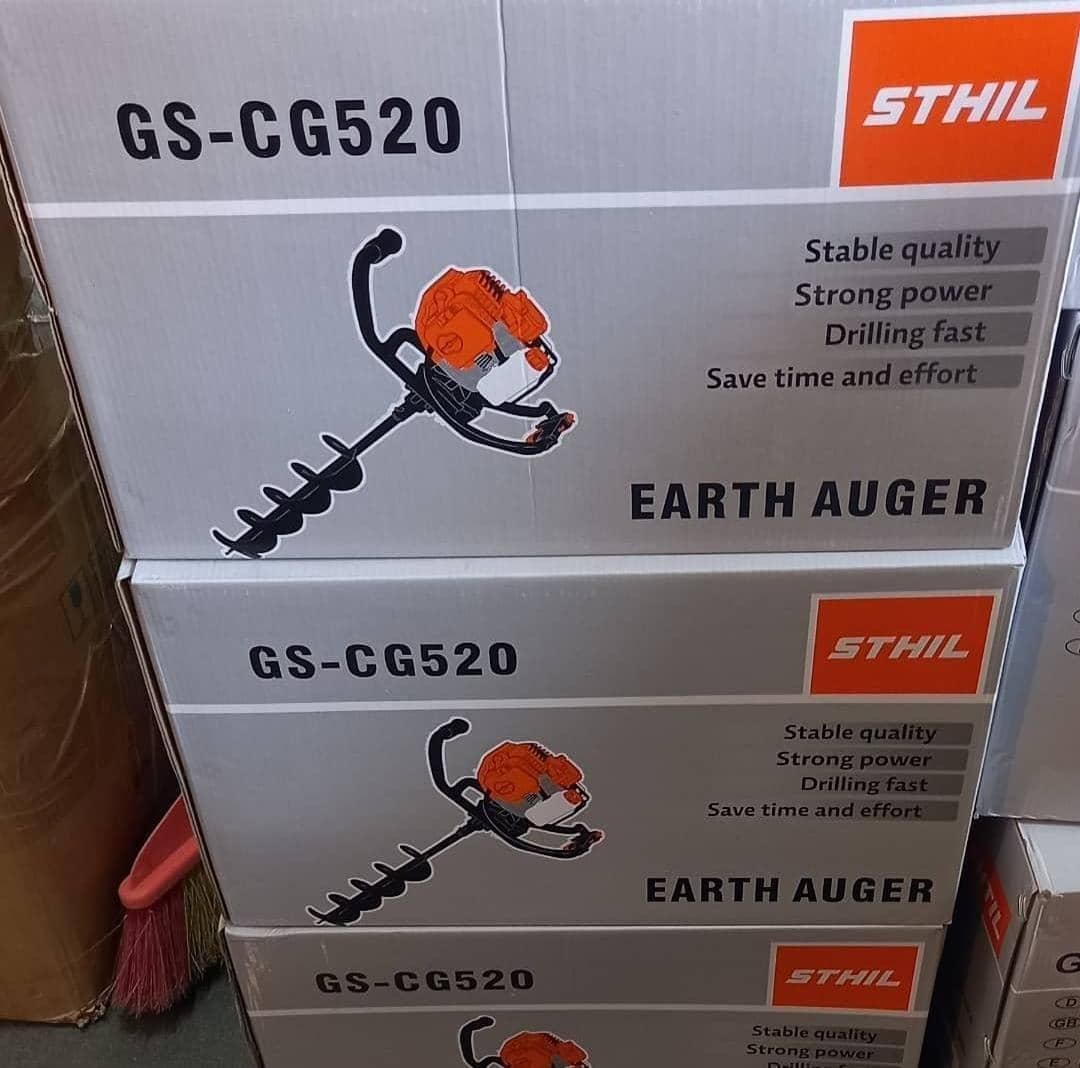 GS-CG520
STHIL
Stable quality
Strong power
Drilling fast
Save time and effort
EARTH AUGER
GS-CG520
STHIL
Stable quality
Strong power
Drilling fast
Save time and effort
EARTH AUGER
GS-CG520
STHIL
Stable quality
Strong power
G
D
GB
F
E